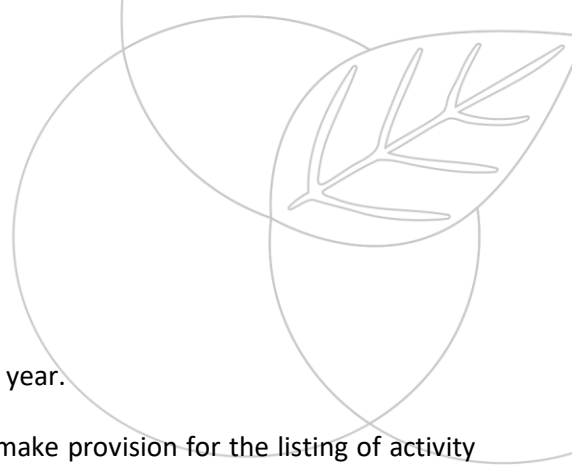 year.
make provision for the listing of activity